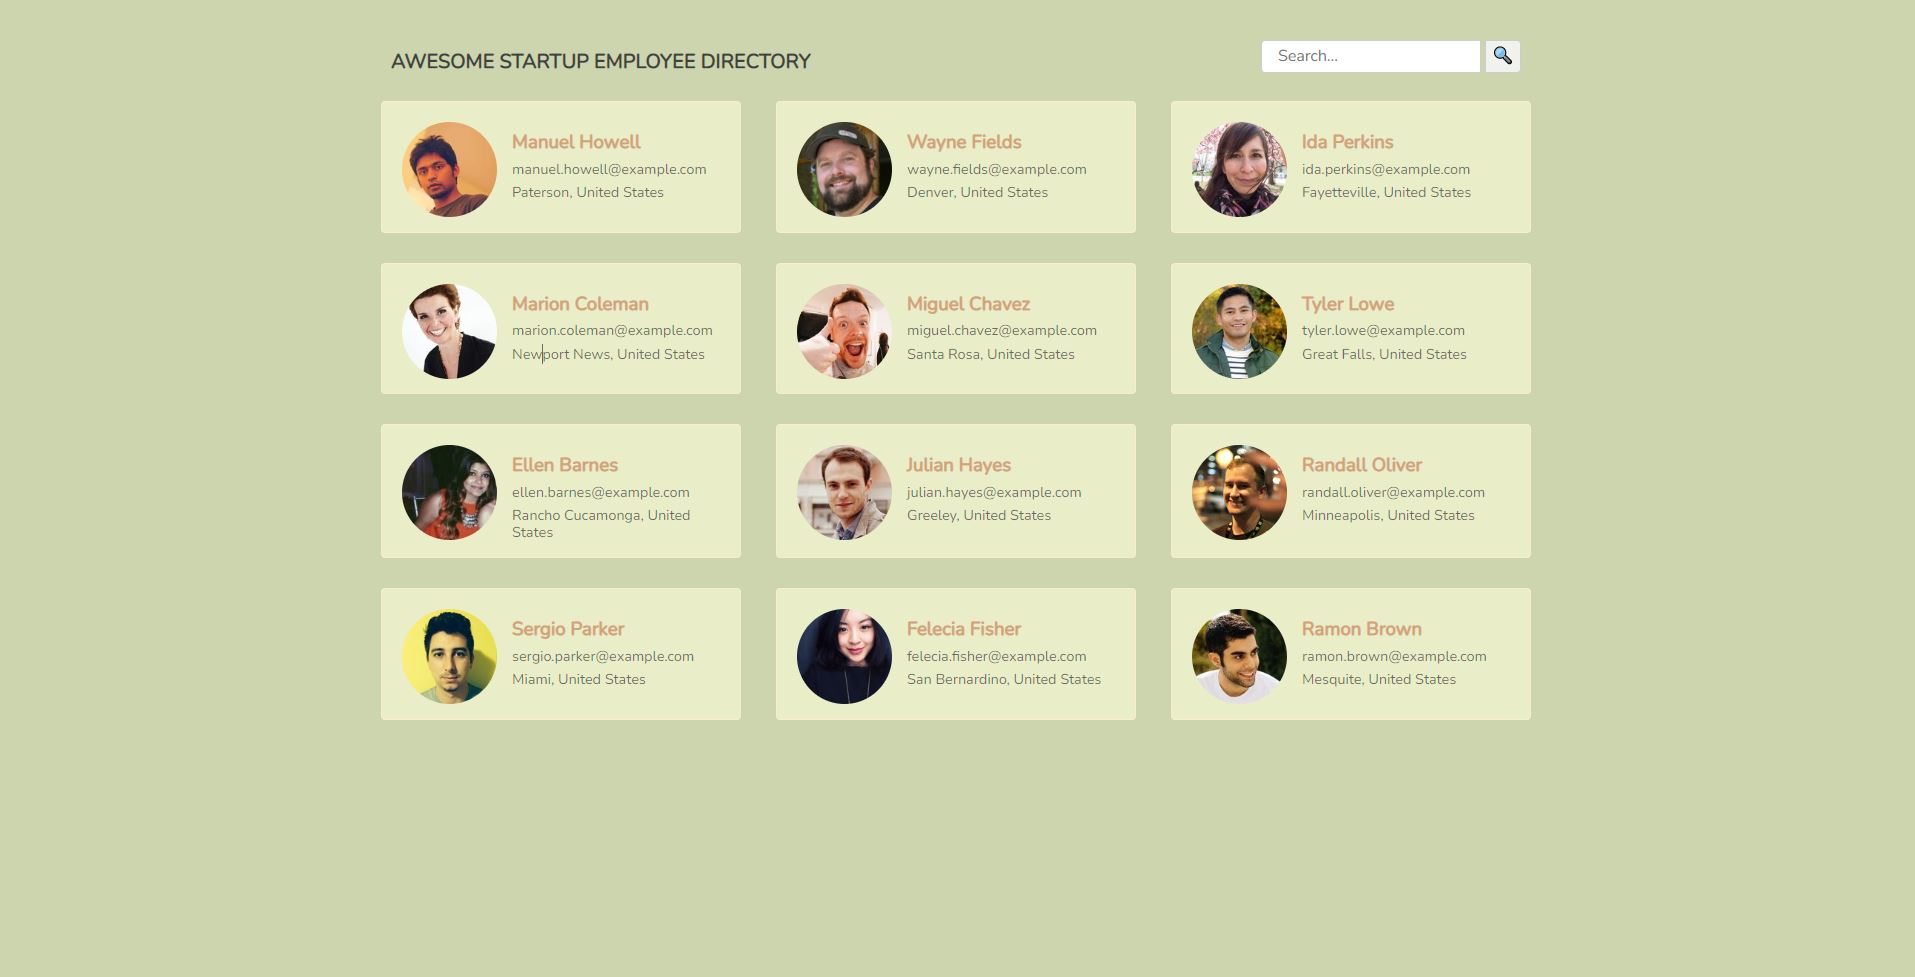 AWESOME STARTUP EMPLOYEE DIRECTORY
Search...
Manuel Howell
manuel.howell@example.com
Paterson, United States
Wayne Fields
wayne.fields@example.com
Denver, United States
Ida Perkins
ida.perkins@example.com
Fayetteville, United States
Marion Coleman
marion.coleman@example.com
Newport News, United States
Miguel Chavez
miguel.chavez@example.com
Santa Rosa, United States
Tyler Lowe
tyler.lowe@example.com
Great Falls, United States
Ellen Barnes
ellen.barnes@example.com
Rancho Cucamonga, United
States
Julian Hayes
julian.hayes@example.com
Greeley, United States
Randall Oliver
randall.oliver@example.com
Minneapolis, United States
Sergio Parker
sergio.parker@example.com
Miami, United States
Felecia Fisher
felecia.fisher@example.com
San Bernardino, United States
Ramon Brown
ramon.brown@example.com
Mesquite, United States